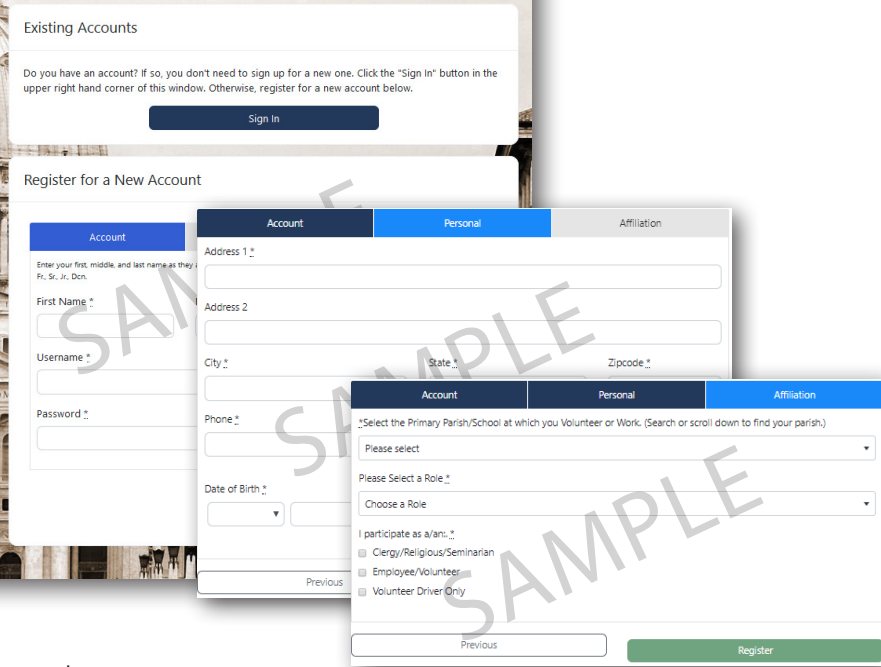 Existing Accounts
Do you have an account? If so, you don't need to sign up for a new one. Click the "Sign In" button in the
upper right hand corner of this window. Otherwise, register for a new account below.
Sign In
Register for a New Account
Account
Enter your first, middle, and last name as they
Fr., Sr., Jr., Dcn.
First Name *
Username *
Password *
SAMPLE
Account Personal Affiliation
Address 1 *
Address 2
City * State * Zipcode *
Phone *
Date of Birth *
Previous
SAMPLE
Account Personal Affiliation
*Select the Primary Parish/School at which you Volunteer or Work. (Search or scroll down to find your parish.)
Please select
Please Select a Role *
Choose a Role
I participate as a/an:. *
Clergy/Religious/Seminarian
Employee/Volunteer
Volunteer Driver Only
Previous Register
SAMPLE